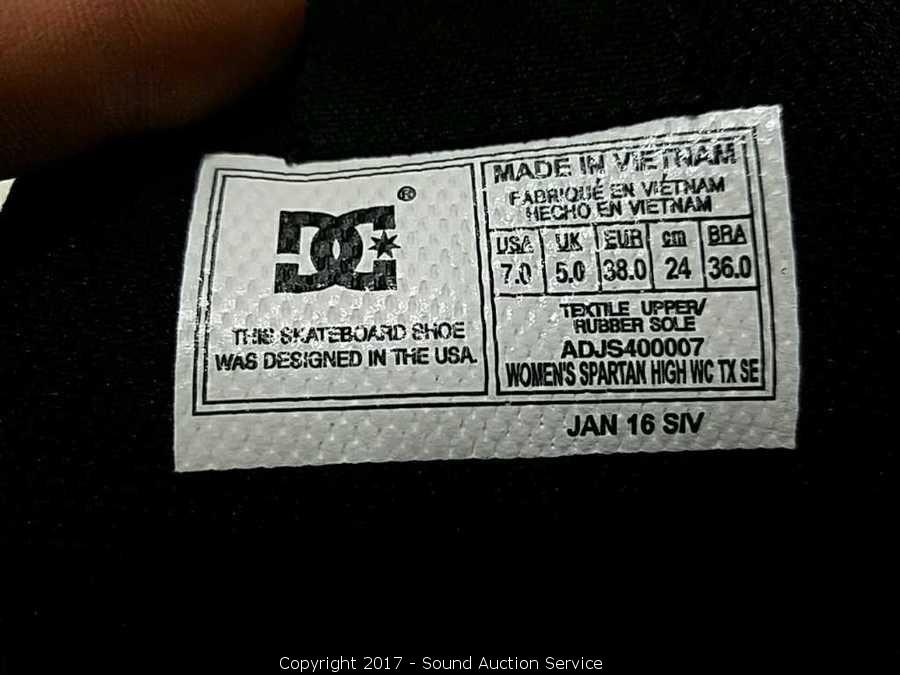 DC®
THIS SKATEBOARD SHOE
WAS DESIGNED IN THE USA.
MADE IN VIETNAM
FABRIQUÉ EN VIÉTNAM
HECHO EN VIETNAM
USA UK EUR cm BRA
7.0 5.0 38.0 24 36.0
TEXTILE UPPER/
RUBBER SOLE
ADJS400007
WOMEN'S SPARTAN HIGH WC TX SE
JAN 16 SIV
Copyright 2017 - Sound Auction Service